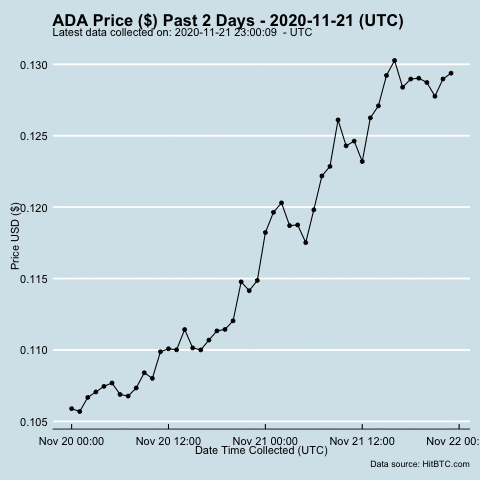 ADA Price ($) Past 2 Days - 2020-11-21 (UTC)
Latest data collected on: 2020-11-21 23:00:09 - UTC
0.130
0.125
0.120
0.115
0.110
0.105
Price USD ($)
Nov 20 00:00 Nov 20 12:00 Nov 21 00:00 Nov 21 12:00 Nov 22 00:
Date Time Collected (UTC)
Data source: HitBTC.com